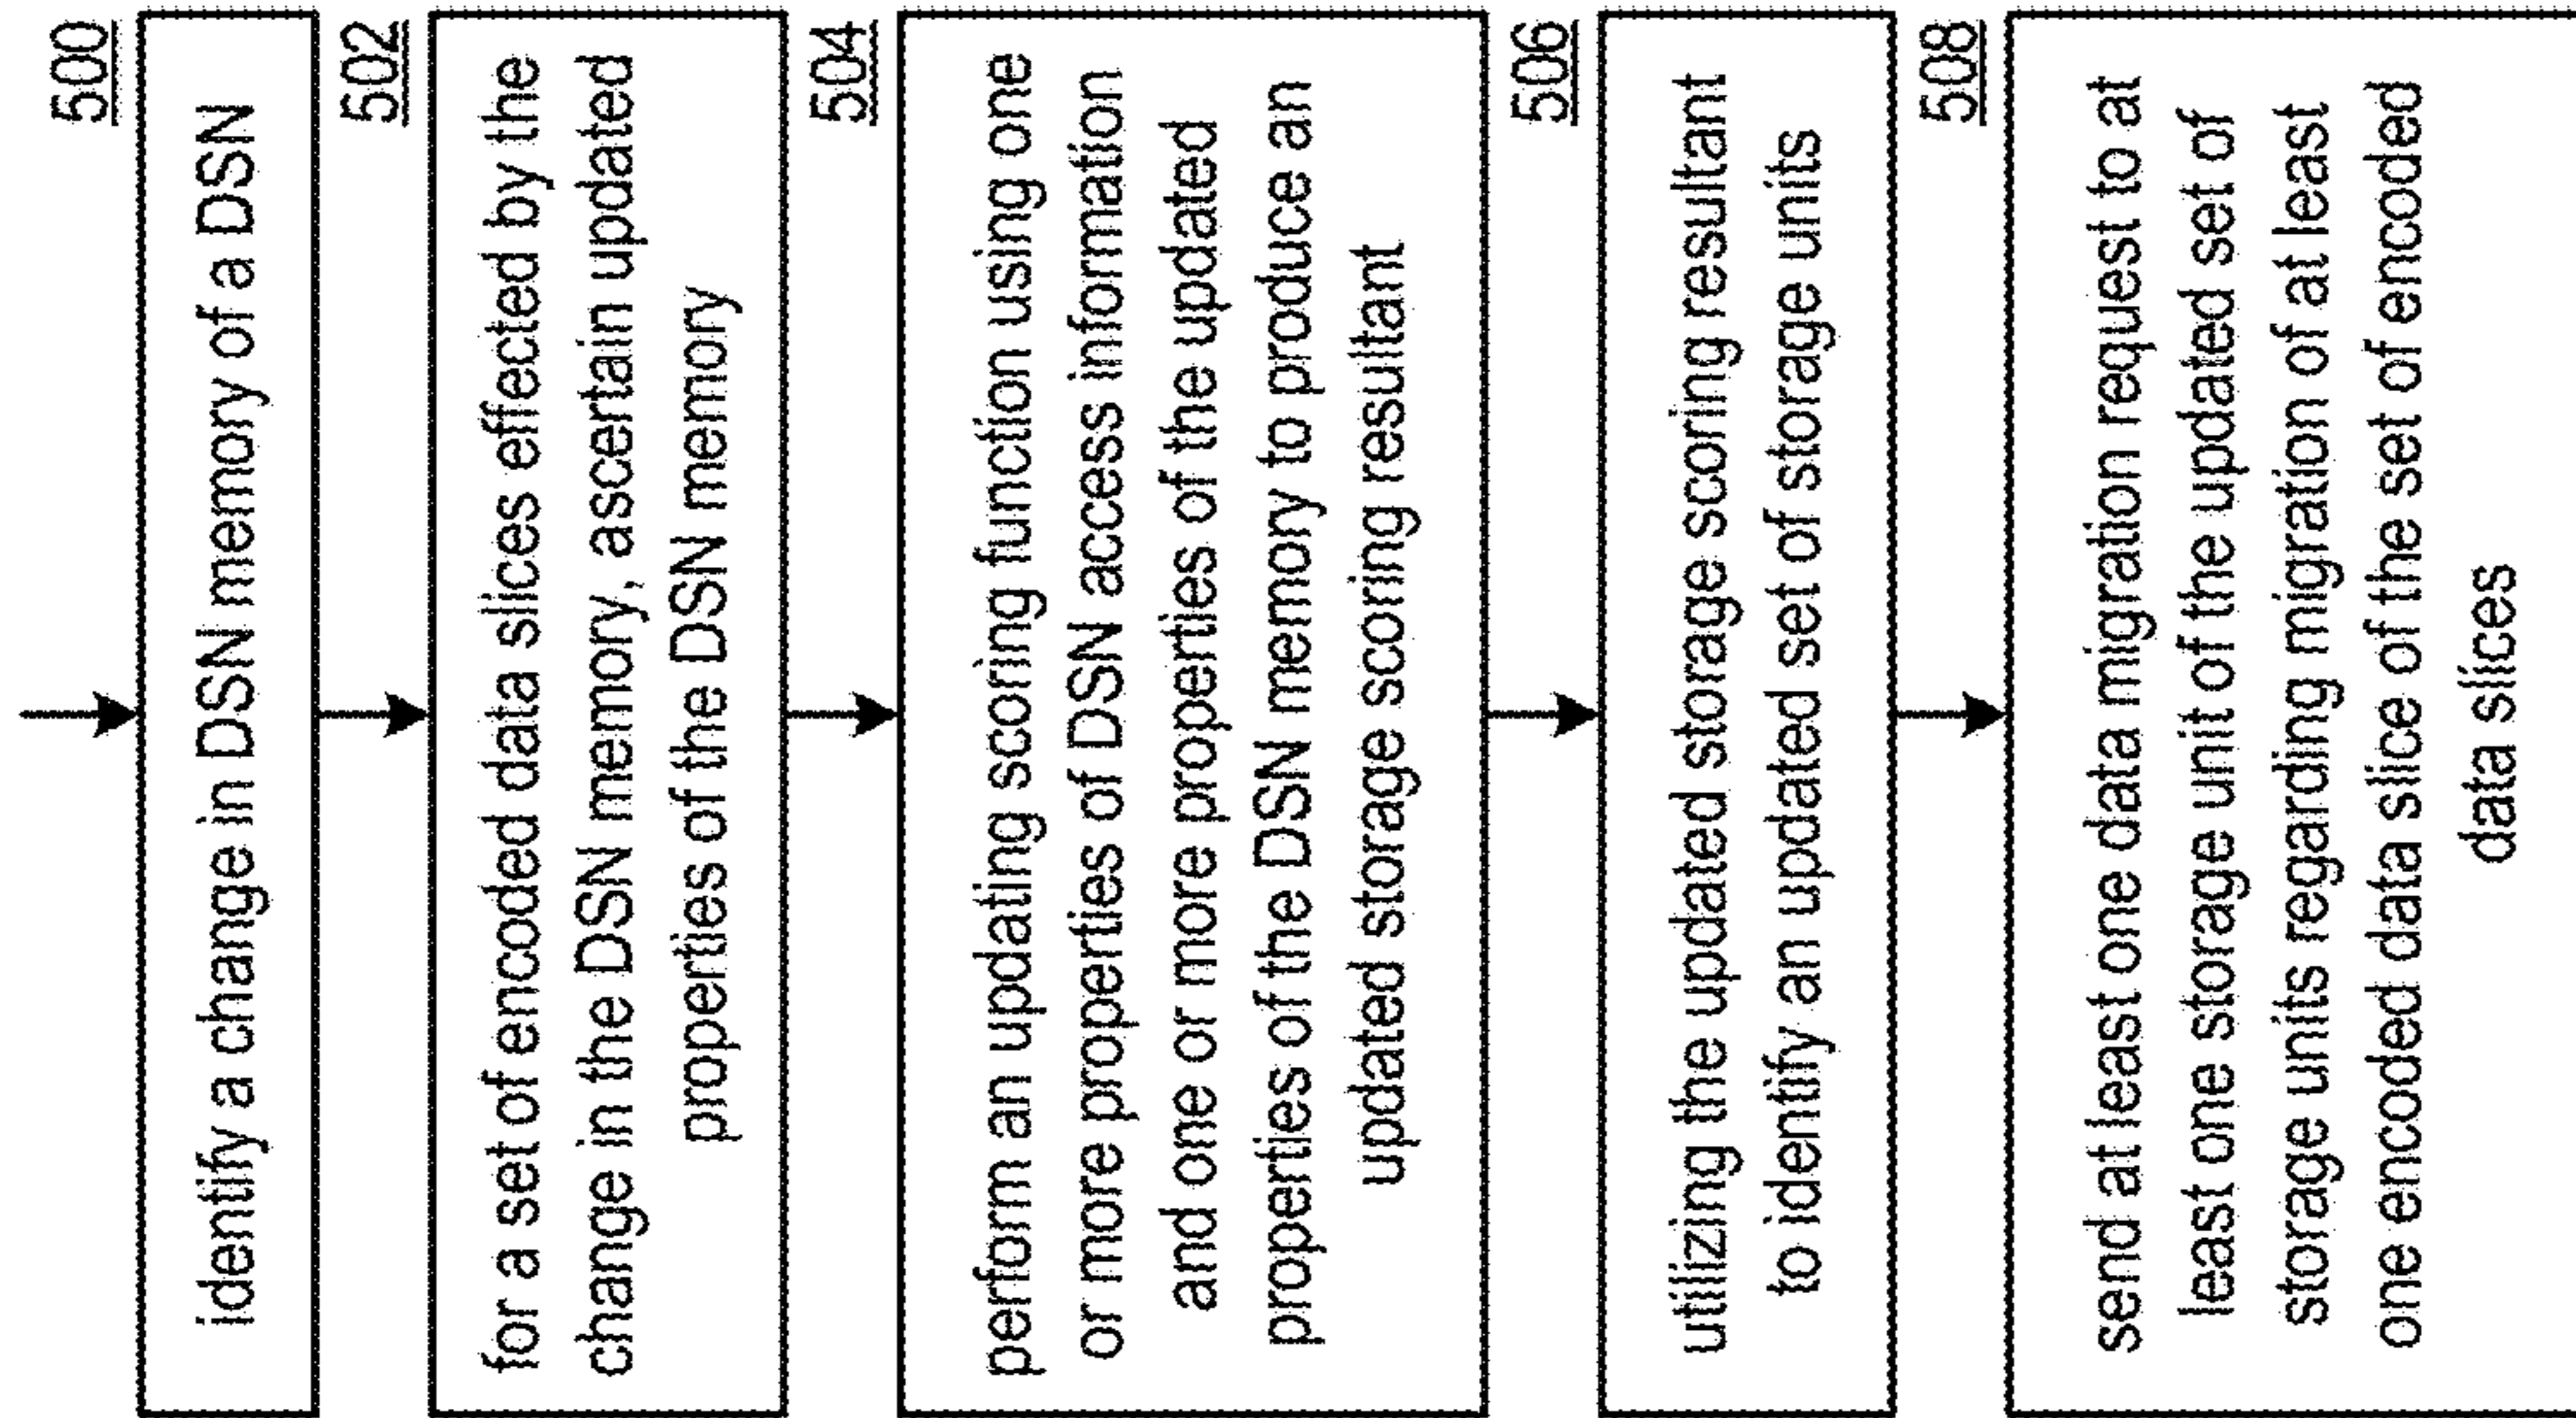 500
identify a change in DSN memory of a DSN
502
for a set of encoded data slices effected by the
change in the DSN memory, ascertain updated
properties of the DSN memory
504
perform an updating scoring function using one
or more properties of DSN access information
and one or more properties of the updated
properties of the DSN memory to produce an
updated storage scoring resultant
506
utilizing the updated storage scoring resultant
to identify an updated set of storage units
508
send at least one data migration request to at
least one storage unit of the updated set of
storage units regarding migration of at least
one encoded data slice of the set of encoded
data slices